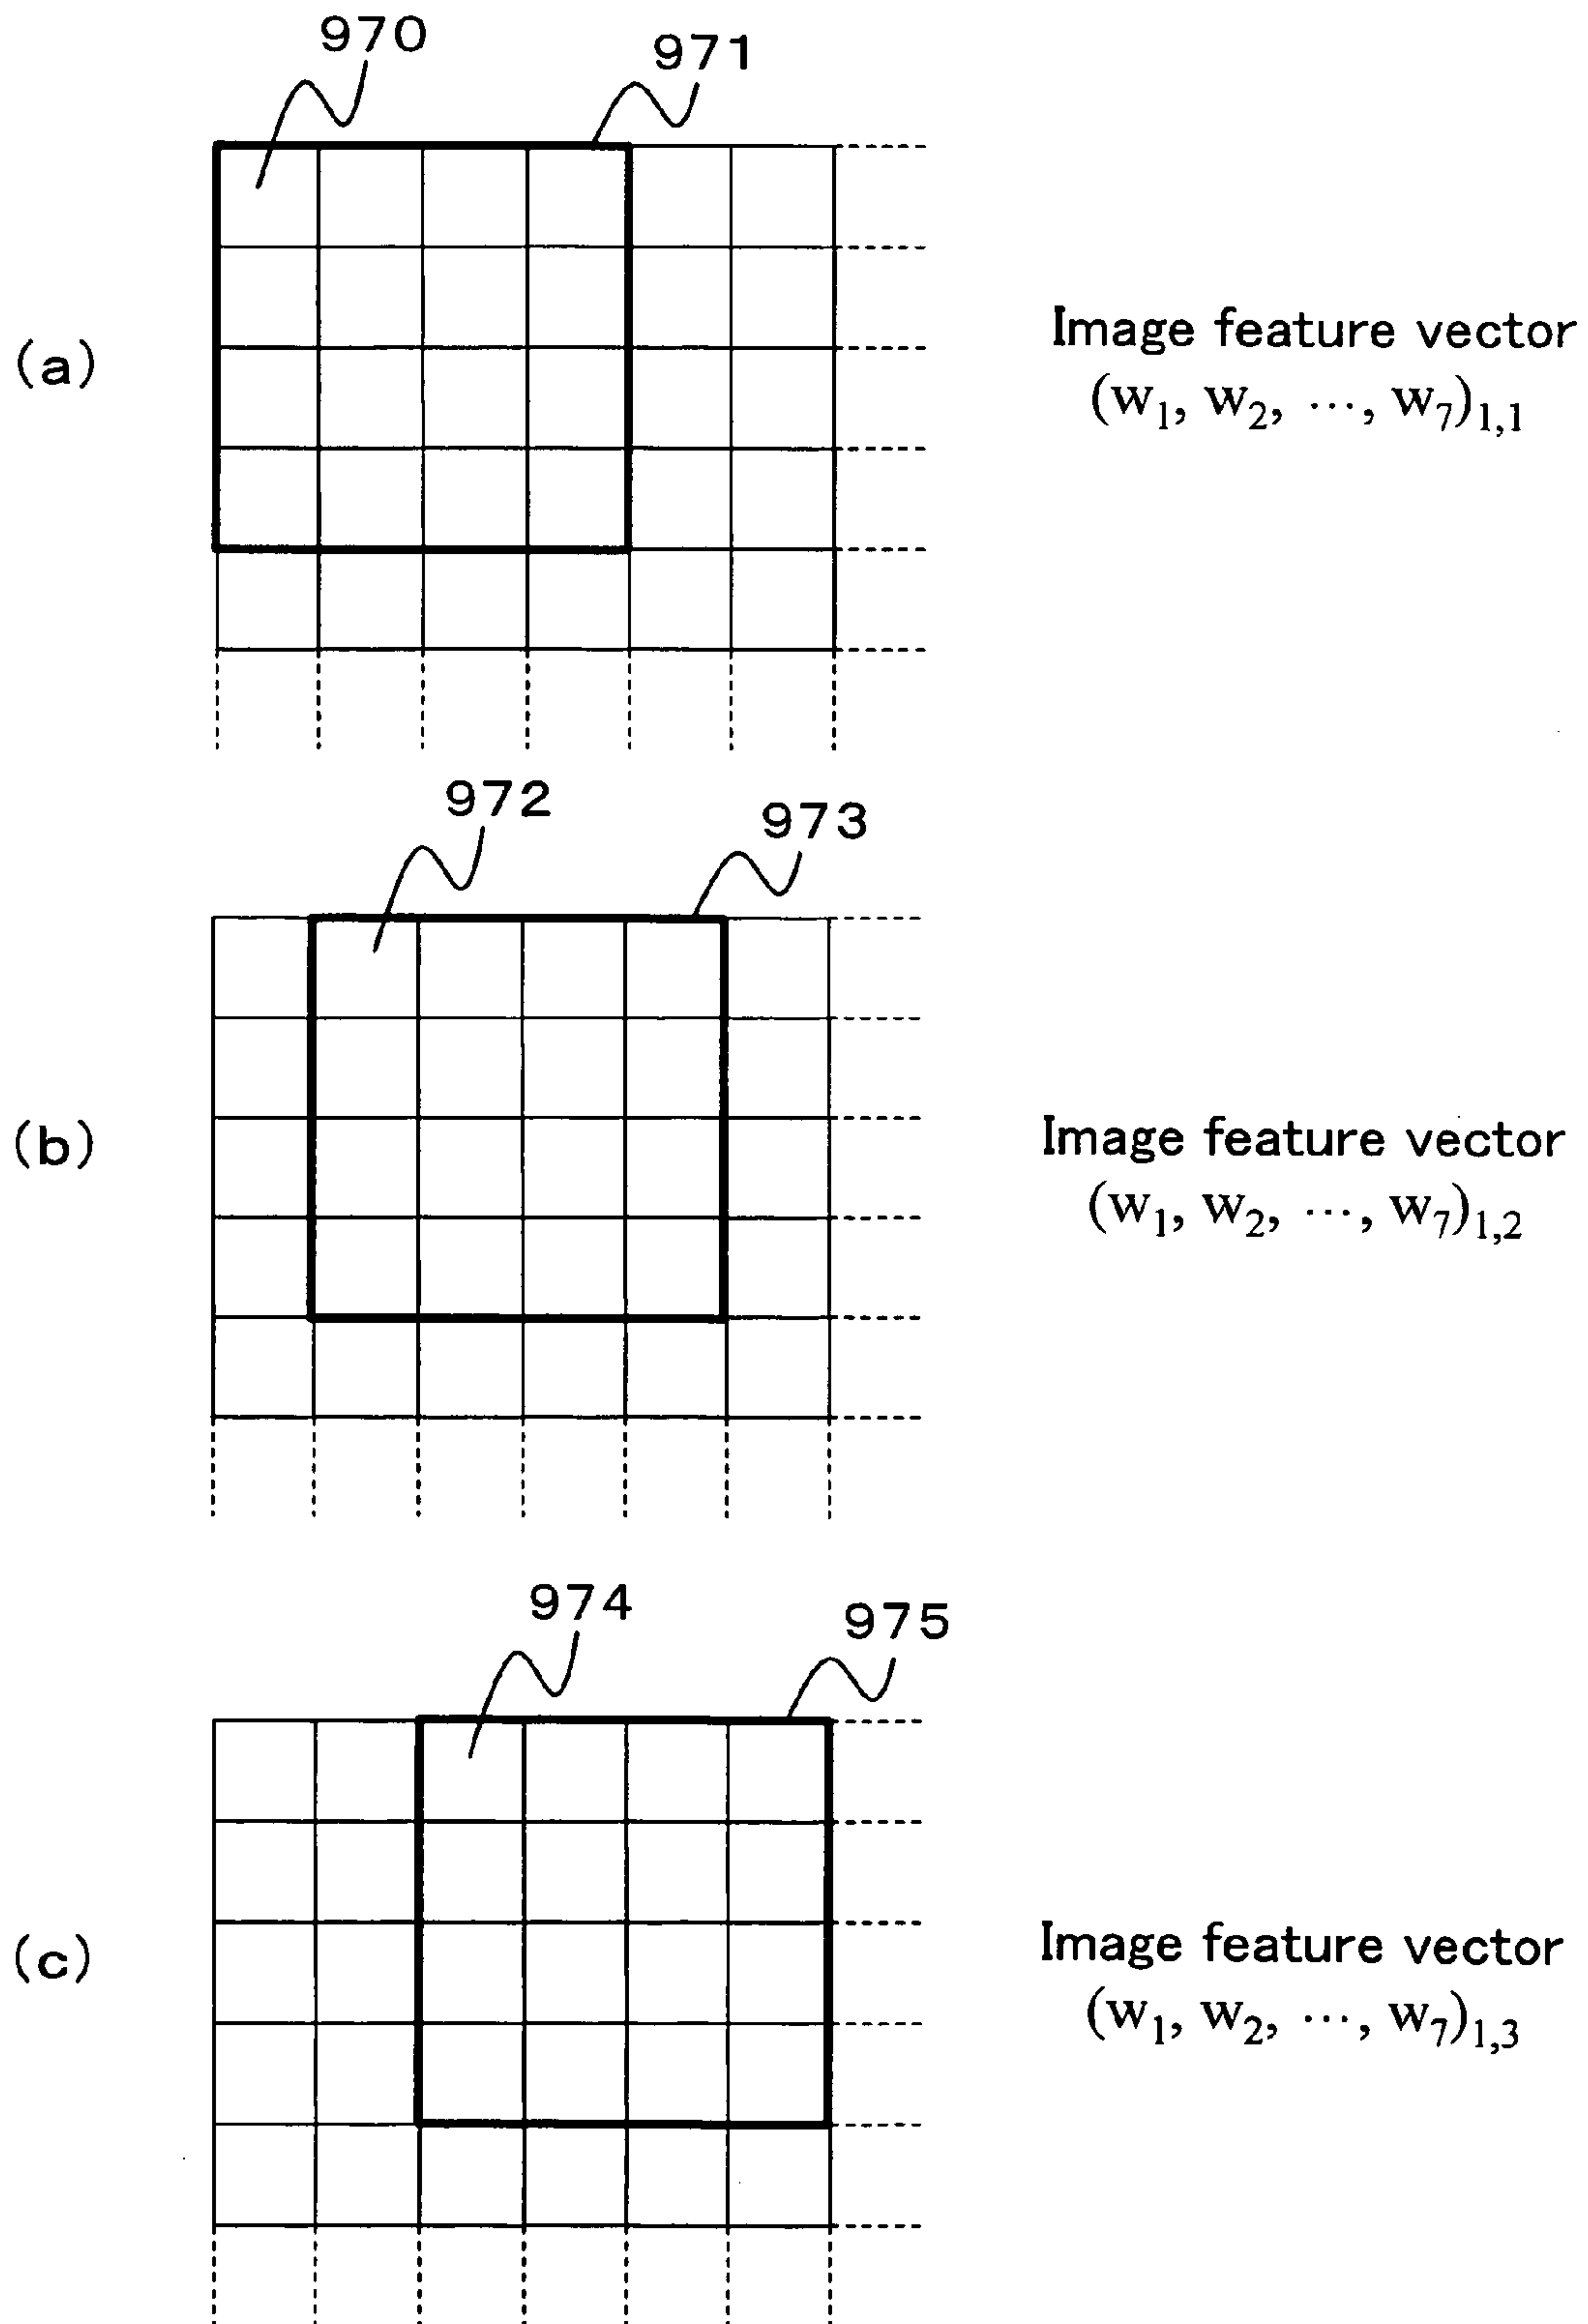 970
971
(a)
Image feature vector
(w₁, w₂, ···, w₇)₁,₁
972
973
(b)
Image feature vector
(w₁, w₂, ···, w₇)₁,₂
974
975
(c)
Image feature vector
(w₁, w₂, ···, w₇)₁,₃